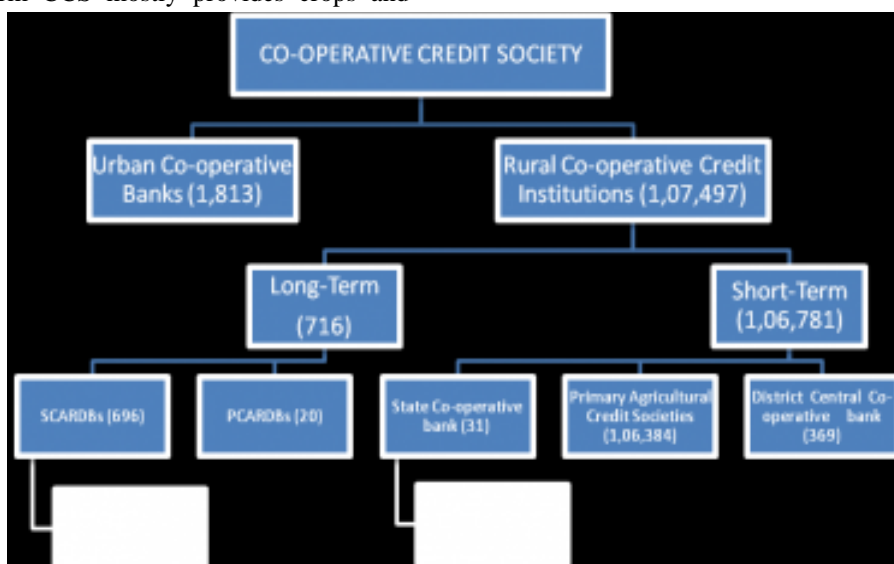 CCS mostly provides crops and
CO-OPERATIVE CREDIT SOCIETY
Urban Co-operative
Banks (1,813)
Rural Co-operative Credit
Institutions (1,07,497)
Long-Term
(716)
Short-Term
(1,06,781)
SCARDBs (696)
PCARDBs (20)
State Co-operative
bank (31)
Primary Agricultural
Credit Societies
(1,06,384)
District Central Co-
operative bank
(369)